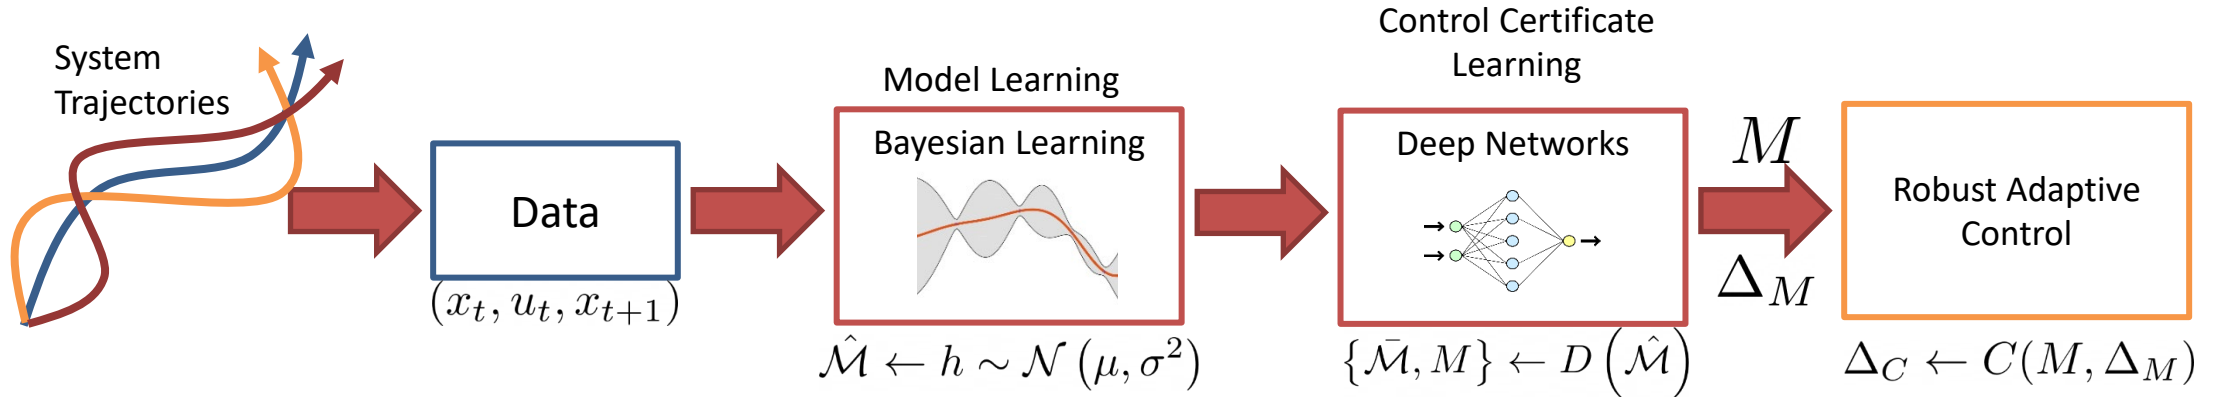 System
Trajectories
Data
(x_t, u_t, x_{t+1})
Model Learning
Bayesian Learning
\hat{\mathcal{M}} ← h ∼ \mathcal{N}(μ, σ²)
Control Certificate
Learning
Deep Networks
{\bar{\mathcal{M}}, M} ← D(\hat{\mathcal{M}})
M
Δ_M
Robust Adaptive
Control
Δ_C ← C(M, Δ_M)